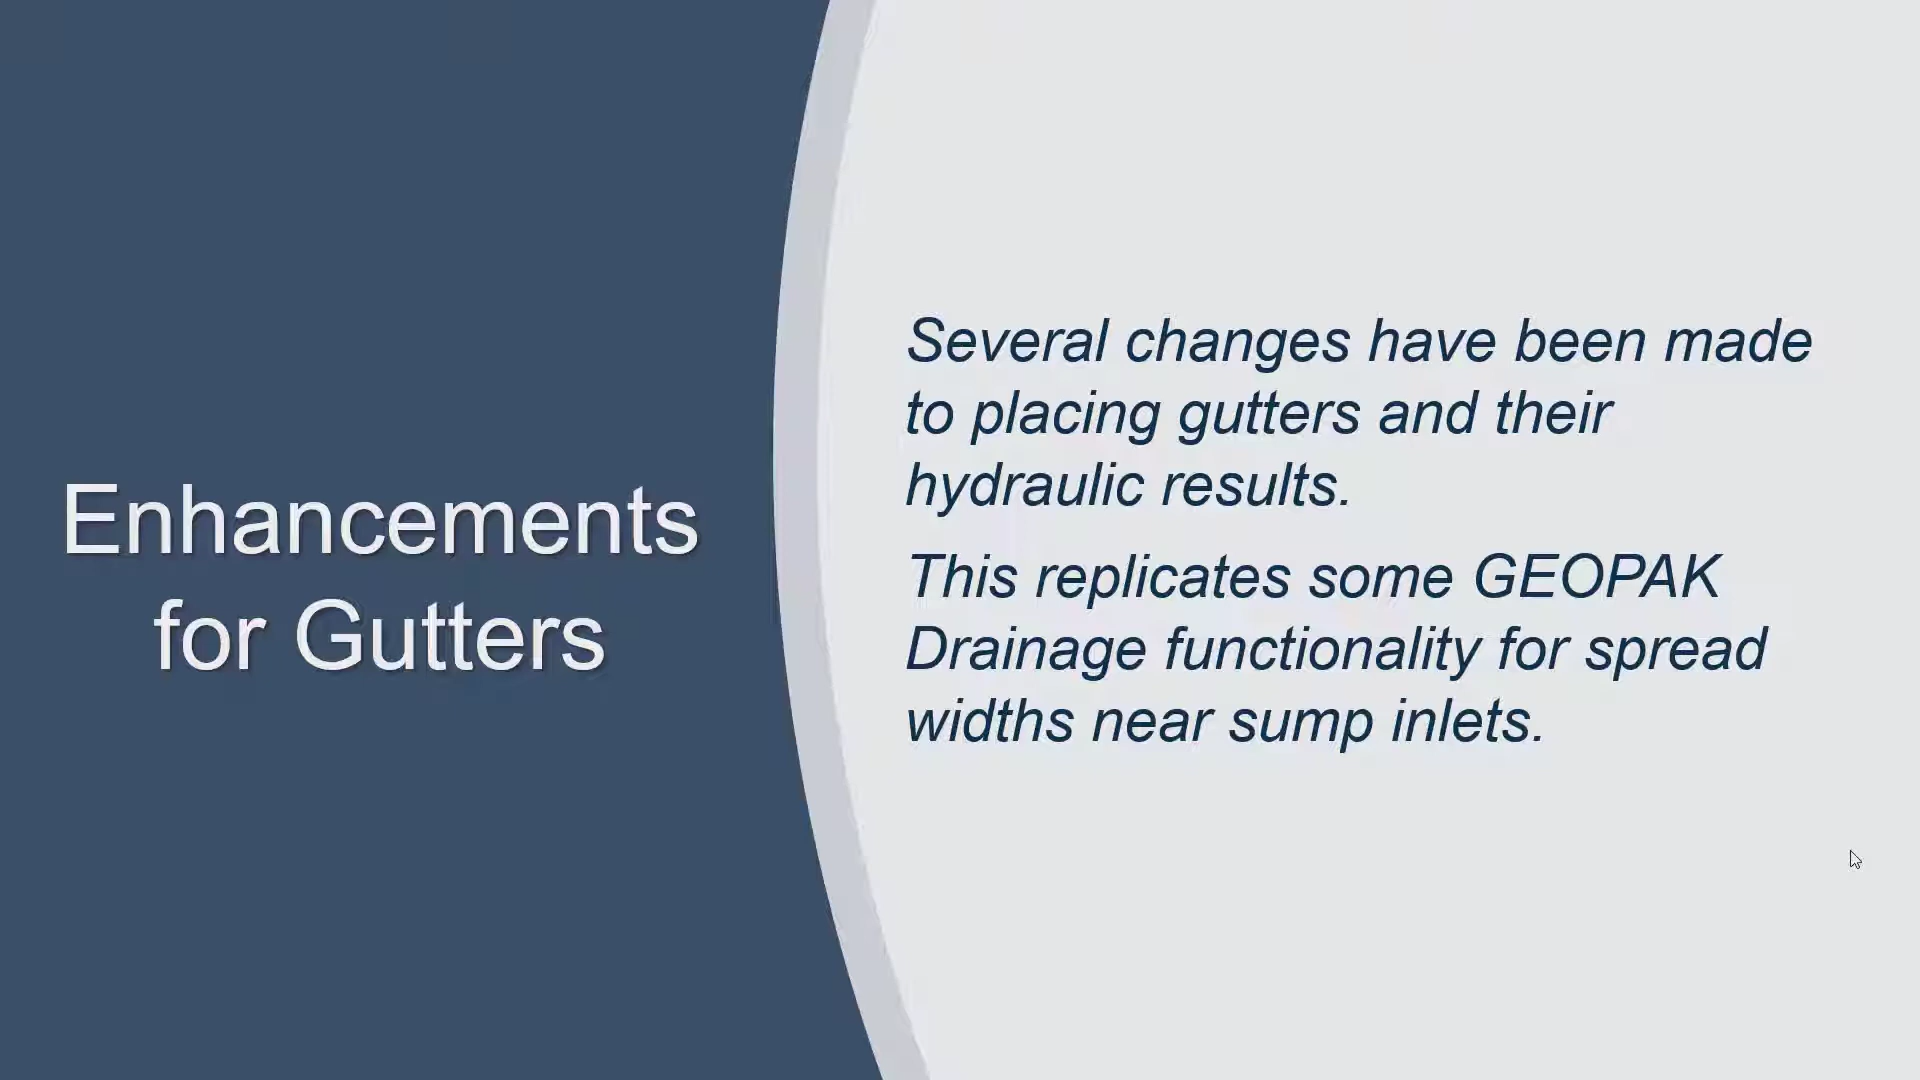 Enhancements
for Gutters
Several changes have been made
to placing gutters and their
hydraulic results.
This replicates some GEOPAK
Drainage functionality for spread
widths near sump inlets.